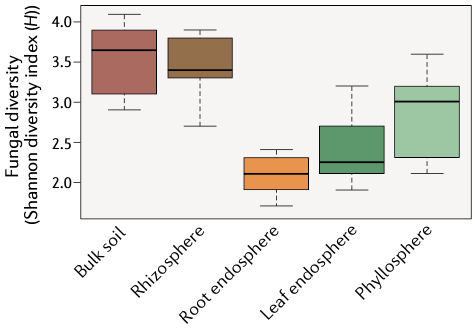 Fungal diversity
(Shannon diversity index (H))
4.0
3.5
3.0
2.5
2.0
Bulk soil
Rhizosphere
Root endosphere
Leaf endosphere
Phyllosphere